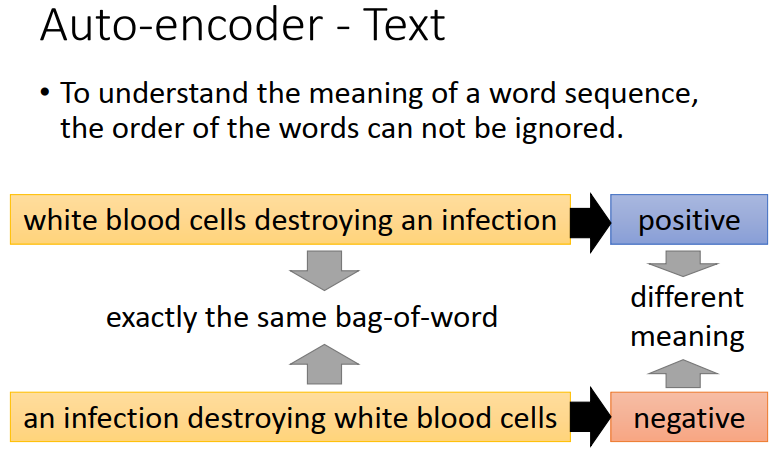 Auto-encoder - Text
• To understand the meaning of a word sequence,
the order of the words can not be ignored.
white blood cells destroying an infection
positive
exactly the same bag-of-word
different
meaning
an infection destroying white blood cells
negative